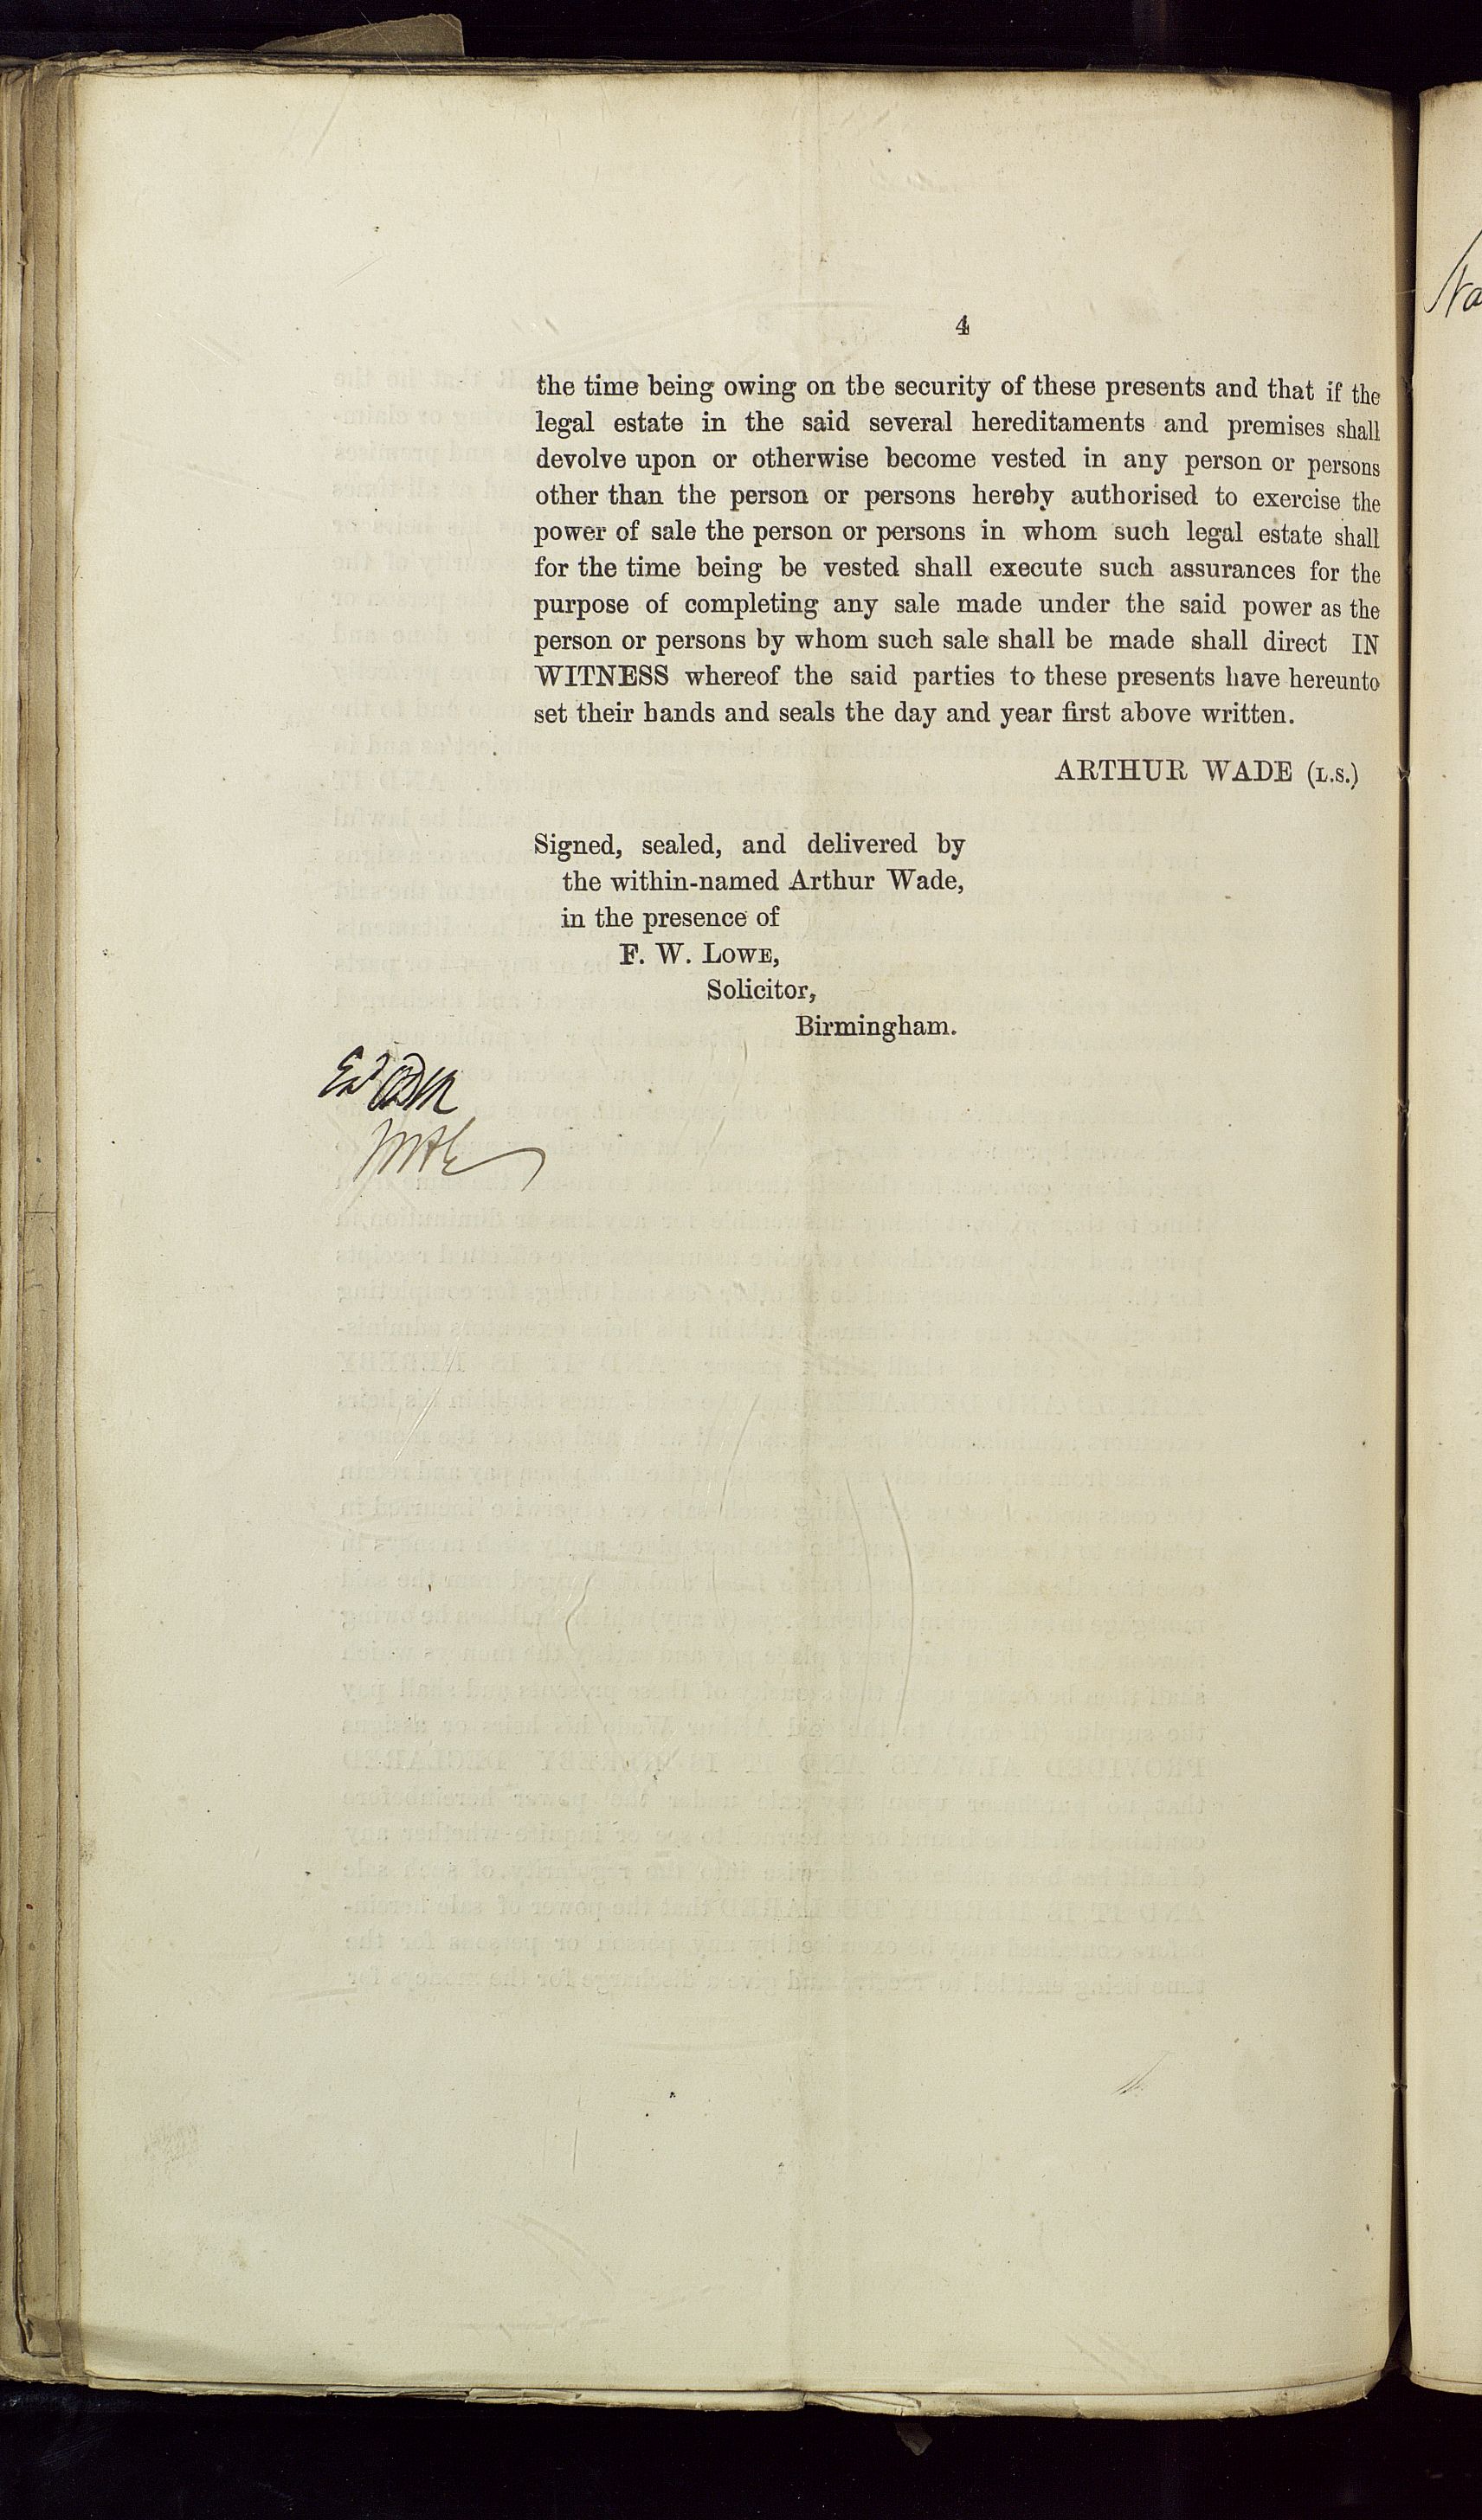 4
the time being owing on the security of these presents and that if the
legal estate in the said several hereditaments and premises shall
devolve upon or otherwise become vested in any person or persons
other than the person or persons hereby authorised to exercise the
power of sale the person or persons in whom such legal estate shall
for the time being be vested shall execute such assurances for the
purpose of completing any sale made under the said power as the
person or persons by whom such sale shall be made shall direct IN
WITNESS whereof the said parties to these presents have hereunto
set their hands and seals the day and year first above written.
ARTHUR WADE (L.S.)
Signed, sealed, and delivered by
the within-named Arthur Wade,
in the presence of
F. W. LOWE,
Solicitor,
Birmingham.